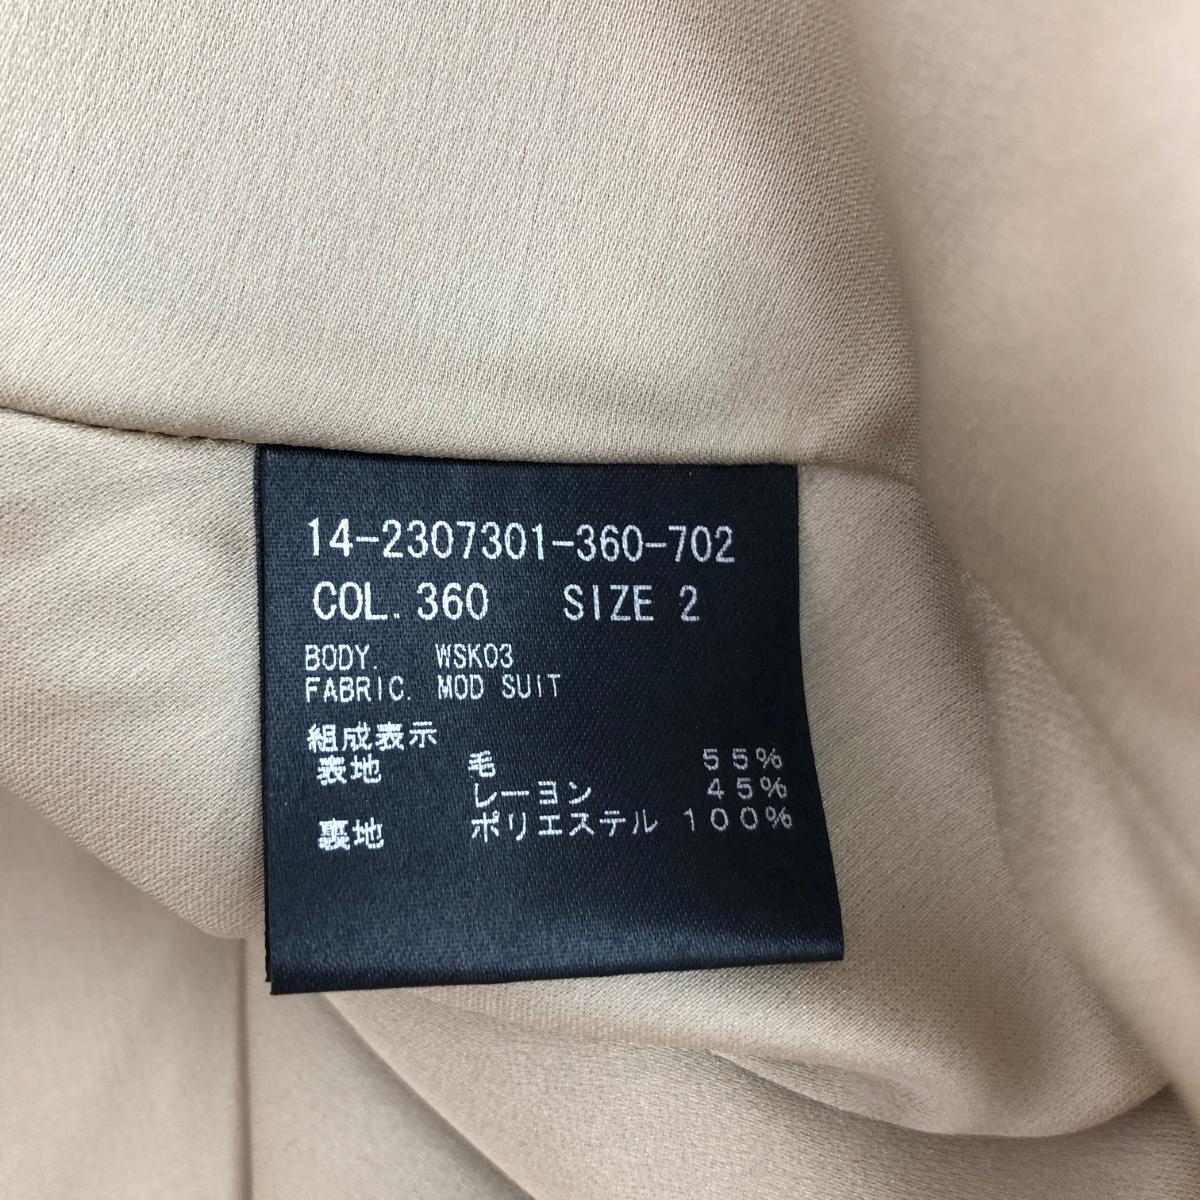 14-2307301-360-702
COL. 360 SIZE 2
BODY. WSK03
FABRIC. MOD SUIT
組成表示
表地 毛 55%
レーヨン 45%
裏地 ポリエステル 100%